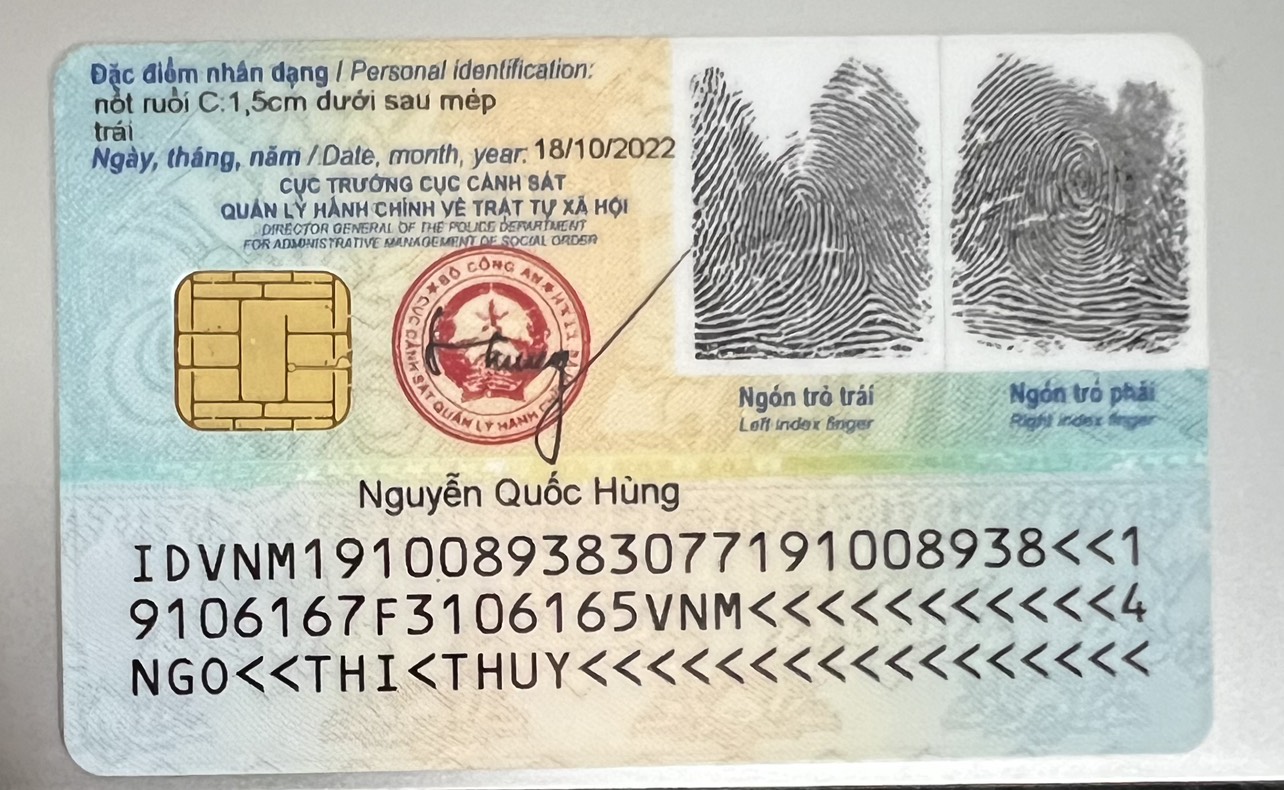 Đặc điểm nhân dạng / Personal identification:
nốt ruồi C:1,5cm dưới sau mép
trái
Ngày, tháng, năm / Date, month, year: 18/10/2022
CỤC TRƯỞNG CỤC CẢNH SÁT
QUẢN LÝ HÀNH CHÍNH VỀ TRẬT TỰ XÃ HỘI
DIRECTOR GENERAL OF THE POLICE DEPARTMENT
FOR ADMINISTRATIVE MANAGEMENT OF SOCIAL ORDER
BỘ CÔNG AN
CỤC CẢNH SÁT QUẢN LÝ HÀNH
Ngón trỏ trái
Left index finger
Ngón trỏ phải
Right index finger
Nguyễn Quốc Hùng
IDVNM1910089383077191008938<<1
9106167F3106165VNM<<<<<<<<<<<4
NGO<<THI<THUY<<<<<<<<<<<<<<<<<